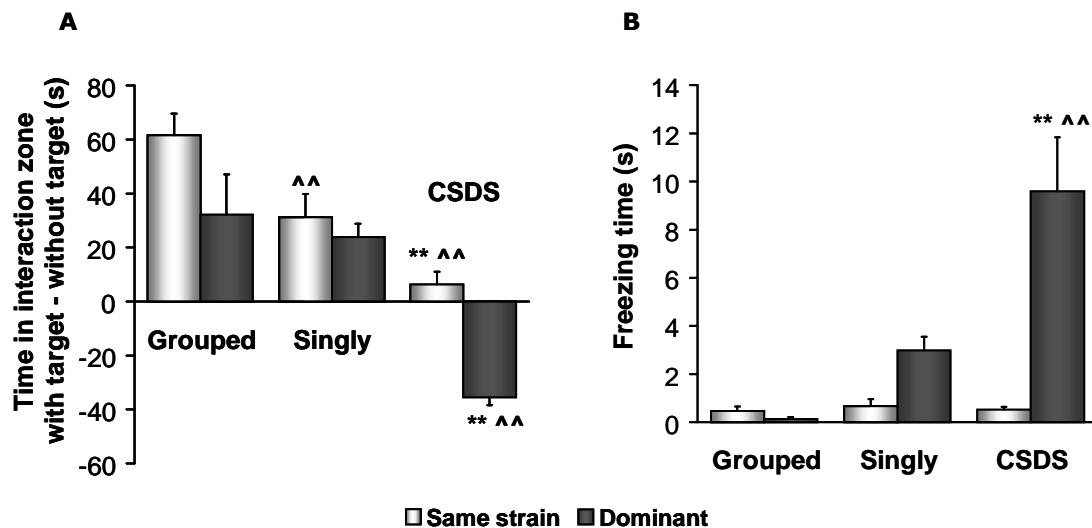 A
Time in interaction zone
with target - without target (s)
80
60
40
20
0
-20
-40
-60
^^
CSDS
** ^^
Grouped
Singly
** ^^
B
Freezing time (s)
14
12
10
8
6
4
2
0
** ^^
Grouped
Singly
CSDS
Same strain
Dominant